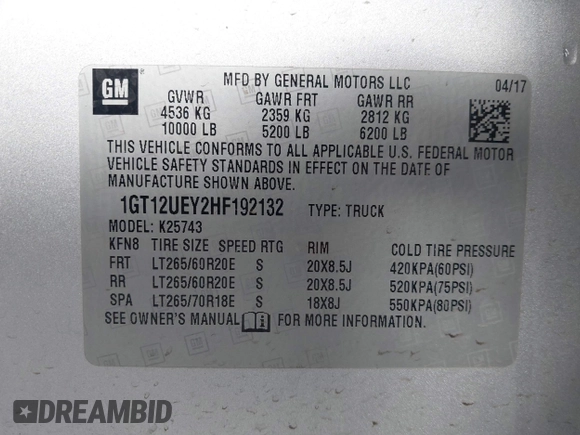 GM
MFD BY GENERAL MOTORS LLC
04/17
GVWR GAWR FRT GAWR RR
4536 KG 2359 KG 2812 KG
10000 LB 5200 LB 6200 LB
THIS VEHICLE CONFORMS TO ALL APPLICABLE U.S. FEDERAL MOTOR
VEHICLE SAFETY STANDARDS IN EFFECT ON THE DATE OF
MANUFACTURE SHOWN ABOVE.
1GT12UEY2HF192132 TYPE: TRUCK
MODEL: K25743
KFN8 TIRE SIZE SPEED RTG RIM COLD TIRE PRESSURE
FRT LT265/60R20E S 20X8.5J 420KPA(60PSI)
RR LT265/60R20E S 20X8.5J 520KPA(75PSI)
SPA LT265/70R18E S 18X8J 550KPA(80PSI)
SEE OWNER'S MANUAL FOR MORE INFORMATION.
DREAMBID